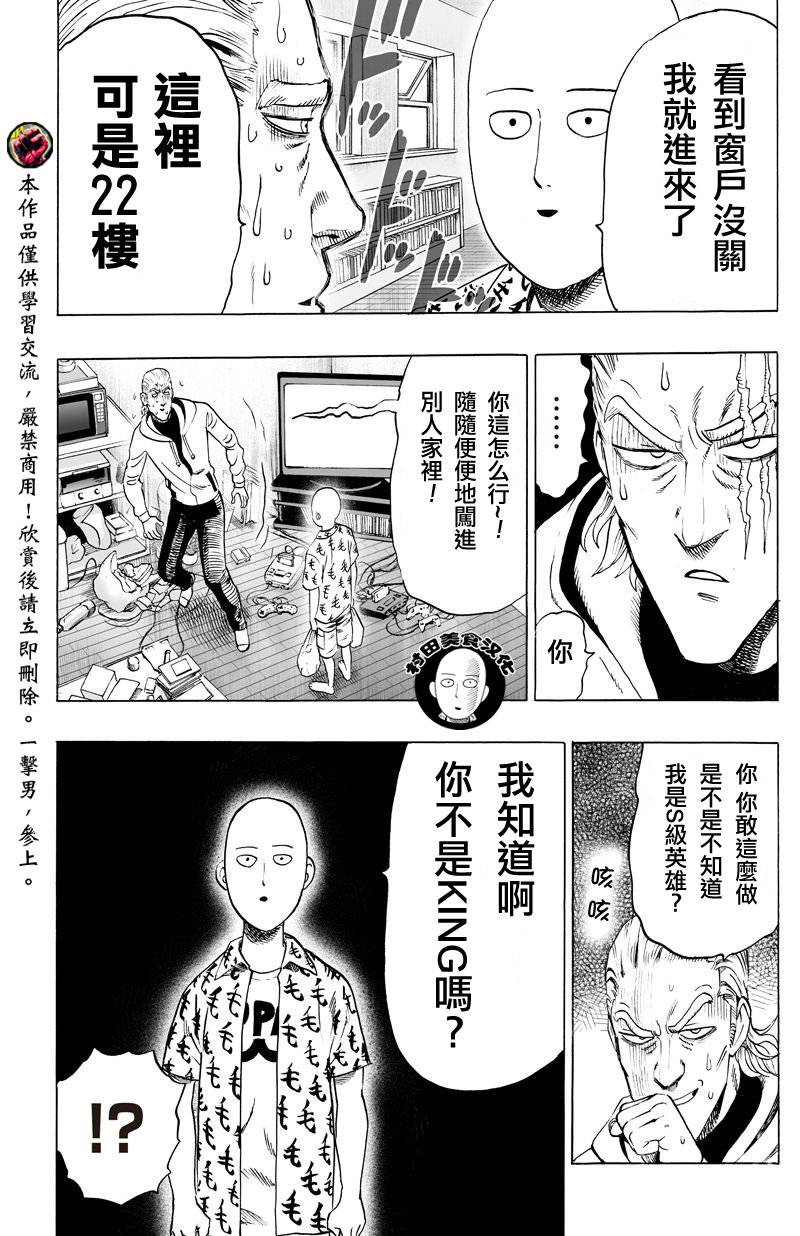 看到窗戶沒關
我就進來了
這裡
可是22樓
ドドド
……
你
你這怎么行~!
隨隨便便地闖進
別人家裡!
村田美食汉化
你 你敢這麼做
是不是不知道
我是S級英雄?
咳咳
我知道啊
你不是KING嗎?
!?
本作品僅供學習交流,嚴禁商用!欣賞後請立即刪除。一擊男,參上。